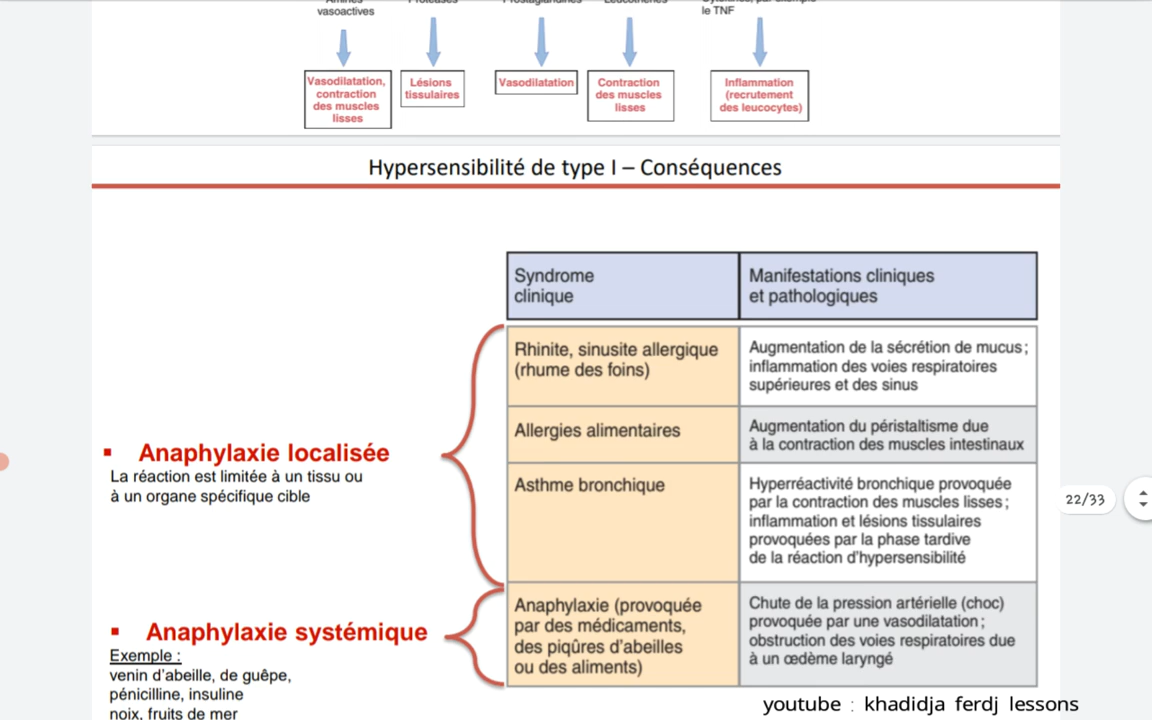 Amines
vasoactives
Protéases
Prostaglandines
Leucotriènes
le TNF
Vasodilatation,
contraction
des muscles
lisses
Lésions
tissulaires
Vasodilatation
Contraction
des muscles
lisses
Inflammation
(recrutement
des leucocytes)
Hypersensibilité de type I – Conséquences
Syndrome
clinique
Manifestations cliniques
et pathologiques
Rhinite, sinusite allergique
(rhume des foins)
Augmentation de la sécrétion de mucus ;
inflammation des voies respiratoires
supérieures et des sinus
Allergies alimentaires
Augmentation du péristaltisme due
à la contraction des muscles intestinaux
Asthme bronchique
Hyperréactivité bronchique provoquée
par la contraction des muscles lisses ;
inflammation et lésions tissulaires
provoquées par la phase tardive
de la réaction d'hypersensibilité
Anaphylaxie (provoquée
par des médicaments,
des piqûres d'abeilles
ou des aliments)
Chute de la pression artérielle (choc)
provoquée par une vasodilatation ;
obstruction des voies respiratoires due
à un œdème laryngé
▪ Anaphylaxie localisée
La réaction est limitée à un tissu ou
à un organe spécifique cible
▪ Anaphylaxie systémique
Exemple :
venin d'abeille, de guêpe,
pénicilline, insuline
noix, fruits de mer
22/33
youtube : khadidja ferdj lessons